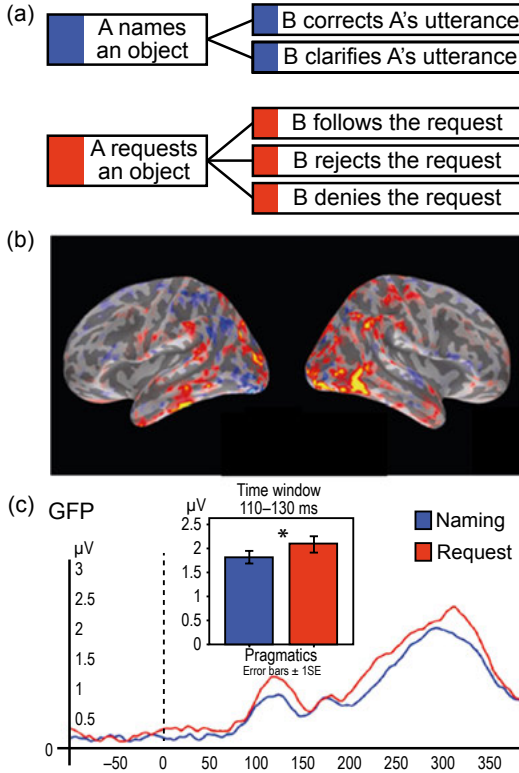 (a)
A names
an object
B corrects A's utterance
B clarifies A's utterance
A requests
an object
B follows the request
B rejects the request
B denies the request
(b)
(c) GFP
Time window
110–130 ms
µV
2.5
2
1.5
1
0.5
0
*
Pragmatics
Error bars ± 1SE
Naming
Request
µV
3
2.5
2
1.5
1
0.5
0
−50 0 50 100 150 200 250 300 350